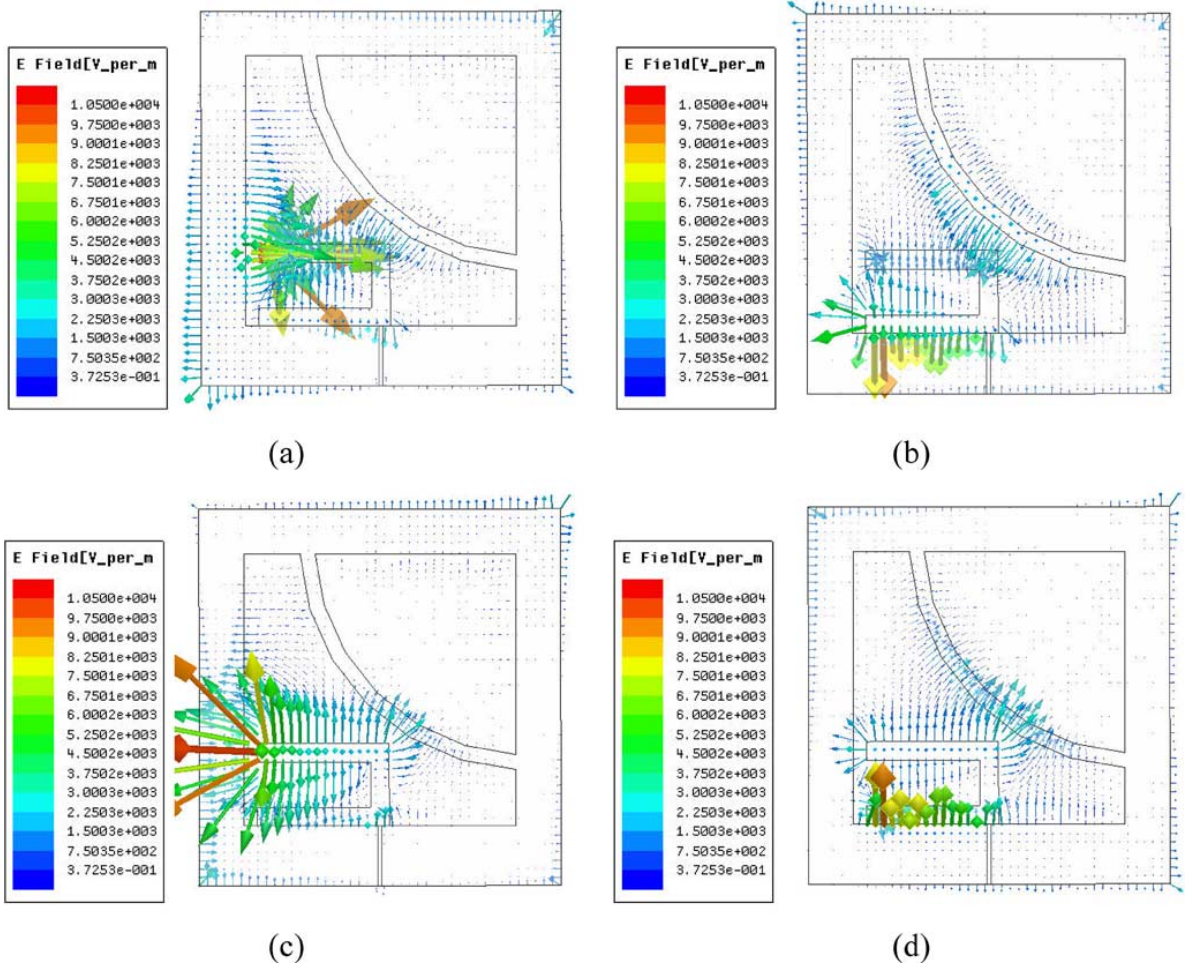 E Field[V_per_m
1.0500e+004
9.7500e+003
9.0001e+003
8.2501e+003
7.5001e+003
6.7501e+003
6.0002e+003
5.2502e+003
4.5002e+003
3.7502e+003
3.0003e+003
2.2503e+003
1.5003e+003
7.5035e+002
3.7253e-001
(a)
E Field[V_per_m
1.0500e+004
9.7500e+003
9.0001e+003
8.2501e+003
7.5001e+003
6.7501e+003
6.0002e+003
5.2502e+003
4.5002e+003
3.7502e+003
3.0003e+003
2.2503e+003
1.5003e+003
7.5035e+002
3.7253e-001
(b)
E Field[V_per_m
1.0500e+004
9.7500e+003
9.0001e+003
8.2501e+003
7.5001e+003
6.7501e+003
6.0002e+003
5.2502e+003
4.5002e+003
3.7502e+003
3.0003e+003
2.2503e+003
1.5003e+003
7.5035e+002
3.7253e-001
(c)
E Field[V_per_m
1.0500e+004
9.7500e+003
9.0001e+003
8.2501e+003
7.5001e+003
6.7501e+003
6.0002e+003
5.2502e+003
4.5002e+003
3.7502e+003
3.0003e+003
2.2503e+003
1.5003e+003
7.5035e+002
3.7253e-001
(d)